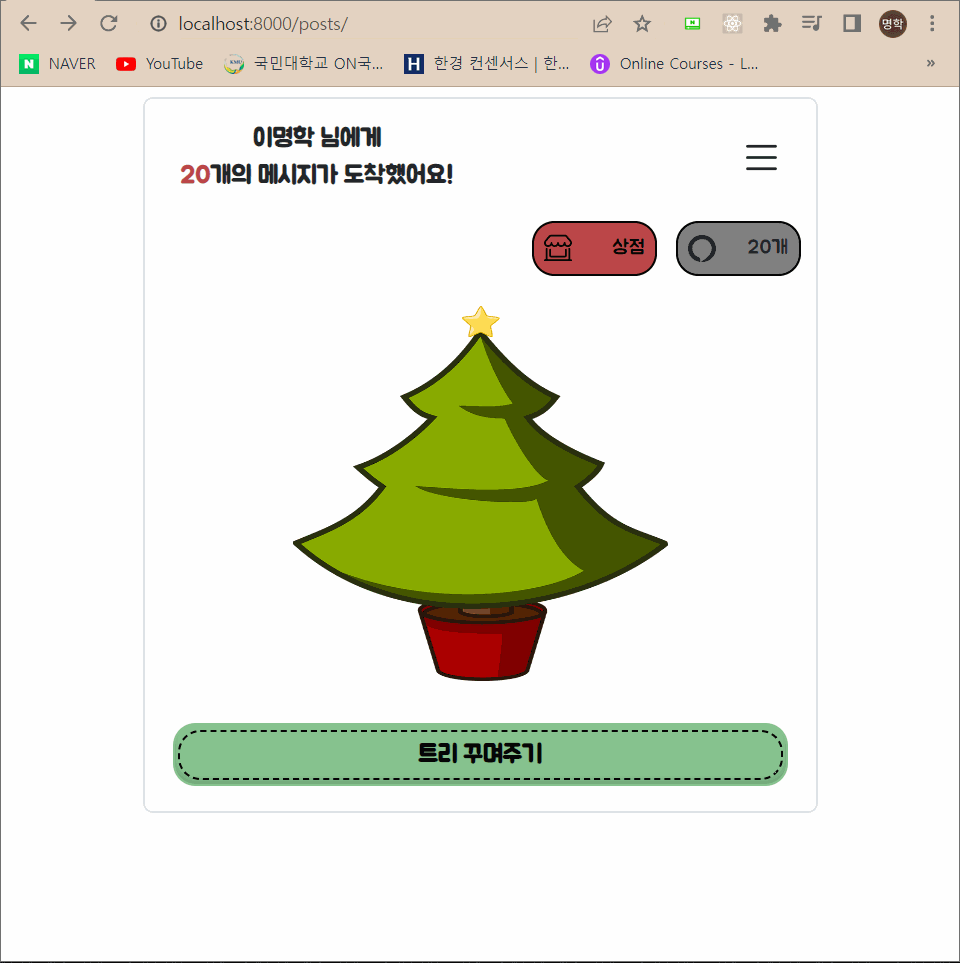 localhost:8000/posts/
명학
NAVER
YouTube
국민대학교 ON국...
H
한경 컨센서스 | 한...
Online Courses - L...
»
이명학 님에게
20개의 메시지가 도착했어요!
상점
20개
트리 꾸며주기